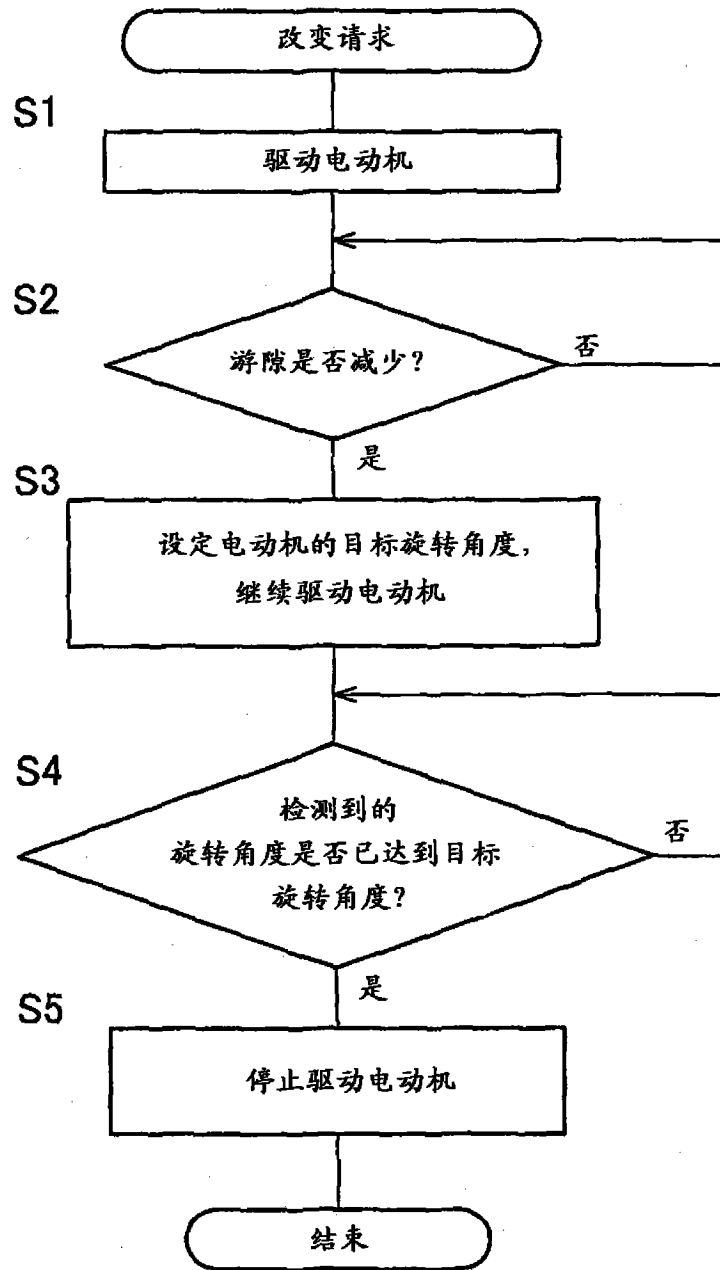 改变请求
S1
驱动电动机
S2
游隙是否减少？
否
是
S3
设定电动机的目标旋转角度，
继续驱动电动机
S4
检测到的
旋转角度是否已达到目标
旋转角度？
否
是
S5
停止驱动电动机
结束